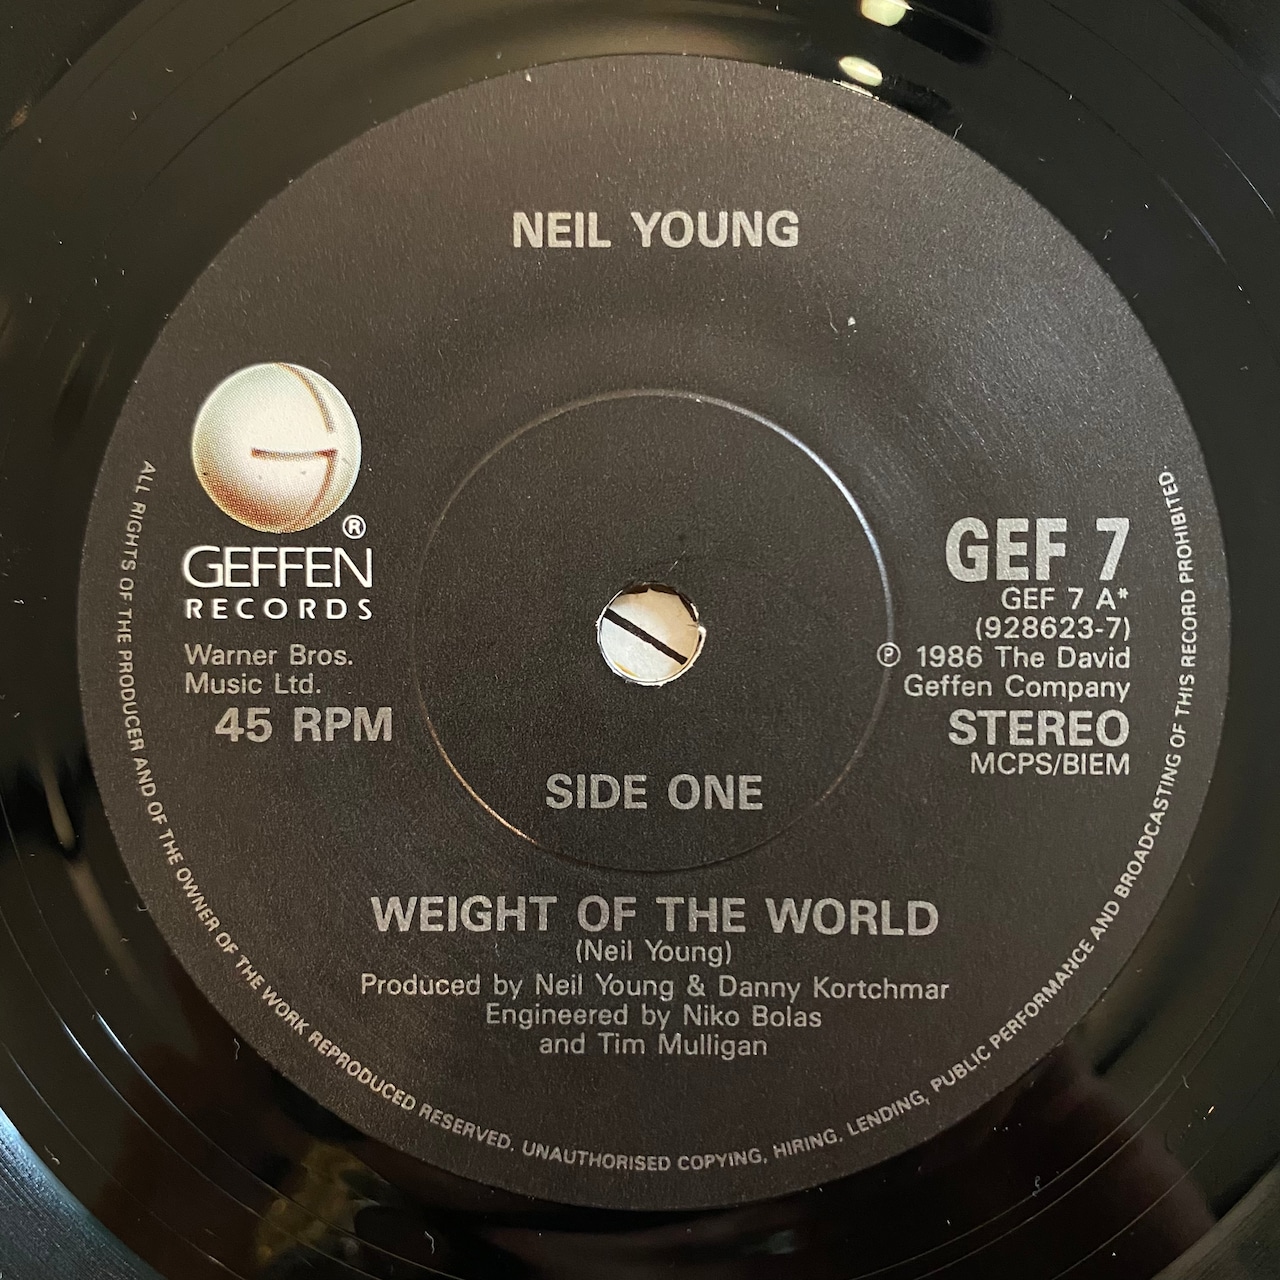 NEIL YOUNG
®
GEFFEN
RECORDS
Warner Bros.
Music Ltd.
45 RPM
GEF 7
GEF 7 A*
(928623-7)
℗ 1986 The David
Geffen Company
STEREO
MCPS/BIEM
SIDE ONE
WEIGHT OF THE WORLD
(Neil Young)
Produced by Neil Young & Danny Kortchmar
Engineered by Niko Bolas
and Tim Mulligan
ALL RIGHTS OF THE PRODUCER AND OF THE OWNER OF THE WORK REPRODUCED RESERVED. UNAUTHORISED COPYING, HIRING, LENDING, PUBLIC PERFORMANCE AND BROADCASTING OF THIS RECORD PROHIBITED.